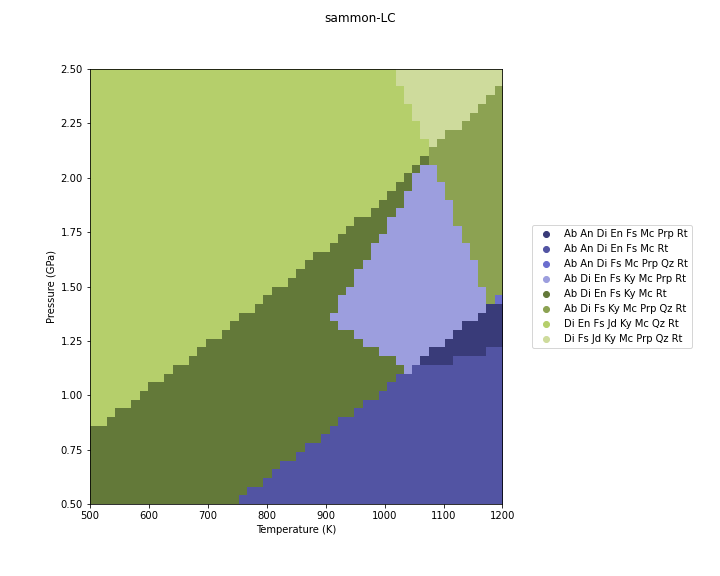 sammon-LC
2.50
2.25
2.00
1.75
1.50
1.25
1.00
0.75
0.50
Pressure (GPa)
500
600
700
800
900
1000
1100
1200
Temperature (K)
Ab An Di En Fs Mc Prp Rt
Ab An Di En Fs Mc Rt
Ab An Di Fs Mc Prp Qz Rt
Ab Di En Fs Ky Mc Prp Rt
Ab Di En Fs Ky Mc Rt
Ab Di Fs Ky Mc Prp Qz Rt
Di En Fs Jd Ky Mc Qz Rt
Di Fs Jd Ky Mc Prp Qz Rt